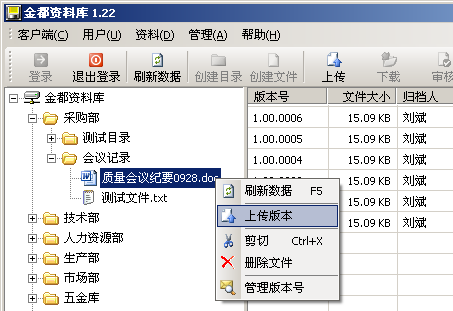 金都资料库 1.22
客户端(C) 用户(U) 资料(D) 管理(A) 帮助(H)
登录 退出登录 刷新数据 创建目录 创建文件 上传 下载 审核
金都资料库
采购部
测试目录
会议记录
质量会议纪要0928.doc
测试文件.txt
技术部
人力资源部
生产部
市场部
五金库
版本号 文件大小 归档人
1.00.0006 15.09 KB 刘斌
1.00.0005 15.09 KB 刘斌
1.00.0004 15.09 KB 刘斌
15.09 KB 刘斌
15.09 KB 刘斌
15.09 KB 刘斌
刷新数据 F5
上传版本
剪切 Ctrl+X
删除文件
管理版本号